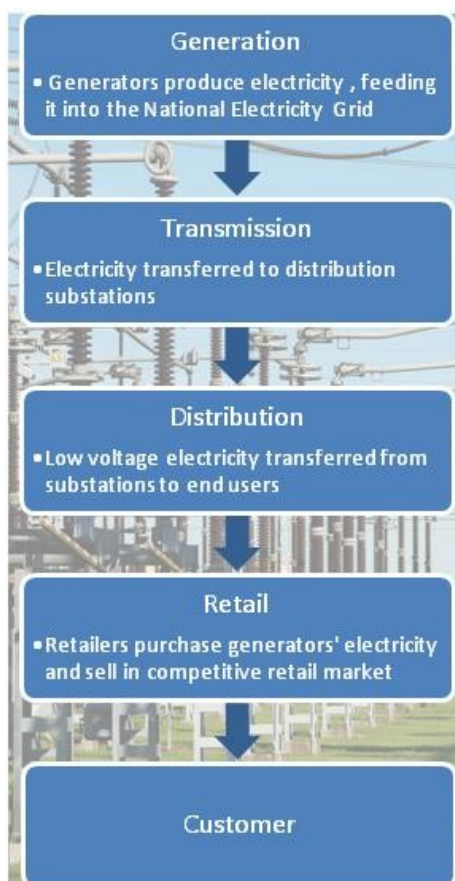 Generation
• Generators produce electricity , feeding
it into the National Electricity Grid
Transmission
• Electricity transferred to distribution
substations
Distribution
• Low voltage electricity transferred from
substations to end users
Retail
• Retailers purchase generators' electricity
and sell in competitive retail market
Customer